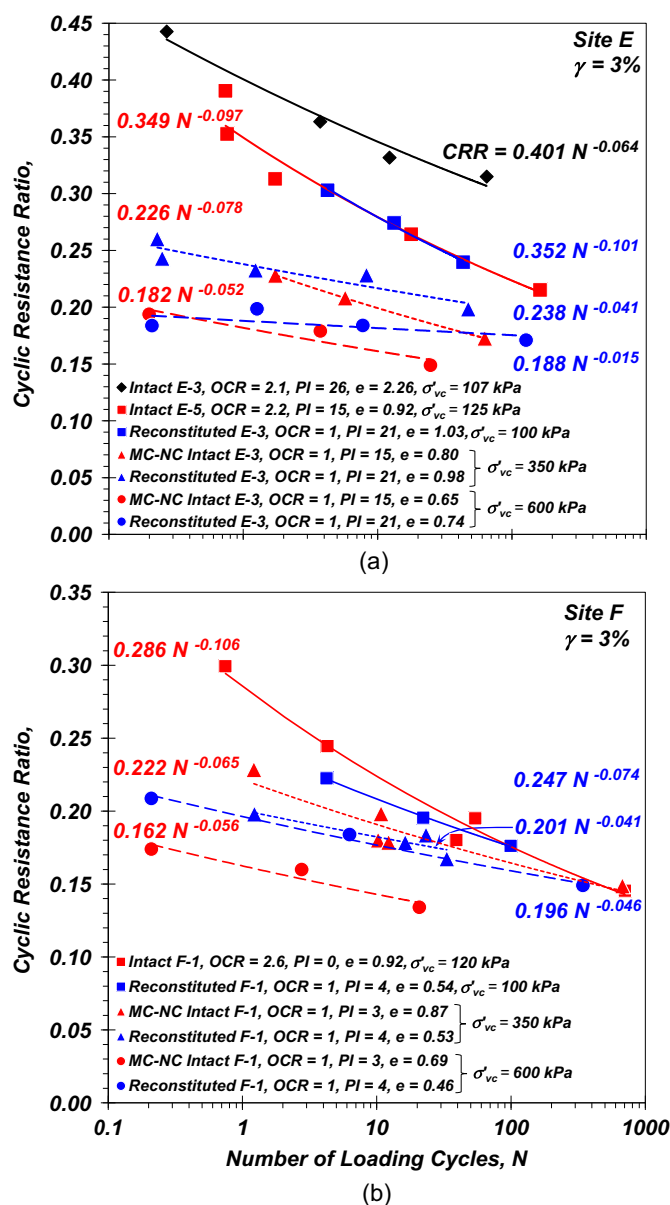 0.45
0.40
0.35
0.30
0.25
0.20
0.15
0.10
0.05
0.00
Cyclic Resistance Ratio,
Site E
γ = 3%
0.349 N -0.097
CRR = 0.401 N -0.064
0.226 N -0.078
0.352 N -0.101
0.182 N -0.052
0.238 N -0.041
0.188 N -0.015
Intact E-3, OCR = 2.1, PI = 26, e = 2.26, σ'vc = 107 kPa
Intact E-5, OCR = 2.2, PI = 15, e = 0.92, σ'vc = 125 kPa
Reconstituted E-3, OCR = 1, PI = 21, e = 1.03, σ'vc = 100 kPa
MC-NC Intact E-3, OCR = 1, PI = 15, e = 0.80
Reconstituted E-3, OCR = 1, PI = 21, e = 0.98
σ'vc = 350 kPa
MC-NC Intact E-3, OCR = 1, PI = 15, e = 0.65
Reconstituted E-3, OCR = 1, PI = 21, e = 0.74
σ'vc = 600 kPa
(a)
0.35
0.30
0.25
0.20
0.15
0.10
0.05
0.00
Cyclic Resistance Ratio,
Site F
γ = 3%
0.286 N -0.106
0.222 N -0.065
0.247 N -0.074
0.162 N -0.056
0.201 N -0.041
0.196 N -0.046
Intact F-1, OCR = 2.6, PI = 0, e = 0.92, σ'vc = 120 kPa
Reconstituted F-1, OCR = 1, PI = 4, e = 0.54, σ'vc = 100 kPa
MC-NC Intact F-1, OCR = 1, PI = 3, e = 0.87
Reconstituted F-1, OCR = 1, PI = 4, e = 0.53
σ'vc = 350 kPa
MC-NC Intact F-1, OCR = 1, PI = 3, e = 0.69
Reconstituted F-1, OCR = 1, PI = 4, e = 0.46
σ'vc = 600 kPa
0.1 1 10 100 1000
Number of Loading Cycles, N
(b)